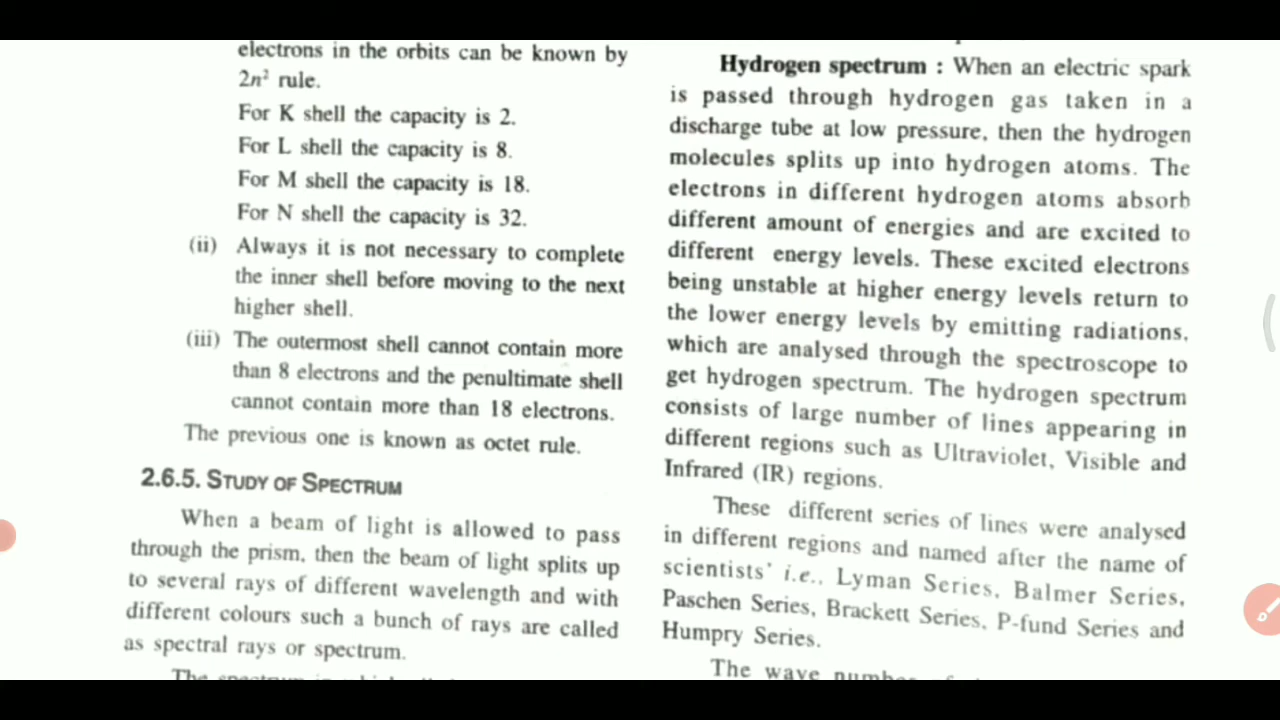 electrons in the orbits can be known by
2n² rule.
For K shell the capacity is 2.
For L shell the capacity is 8.
For M shell the capacity is 18.
For N shell the capacity is 32.
(ii) Always it is not necessary to complete
the inner shell before moving to the next
higher shell.
(iii) The outermost shell cannot contain more
than 8 electrons and the penultimate shell
cannot contain more than 18 electrons.
The previous one is known as octet rule.
2.6.5. STUDY OF SPECTRUM
When a beam of light is allowed to pass
through the prism, then the beam of light splits up
to several rays of different wavelength and with
different colours such a bunch of rays are called
as spectral rays or spectrum.
Hydrogen spectrum : When an electric spark
is passed through hydrogen gas taken in a
discharge tube at low pressure, then the hydrogen
molecules splits up into hydrogen atoms. The
electrons in different hydrogen atoms absorb
different amount of energies and are excited to
different energy levels. These excited electrons
being unstable at higher energy levels return to
the lower energy levels by emitting radiations,
which are analysed through the spectroscope to
get hydrogen spectrum. The hydrogen spectrum
consists of large number of lines appearing in
different regions such as Ultraviolet, Visible and
Infrared (IR) regions.
These different series of lines were analysed
in different regions and named after the name of
scientists' i.e., Lyman Series, Balmer Series,
Paschen Series, Brackett Series, P-fund Series and
Humpry Series.
The wave number